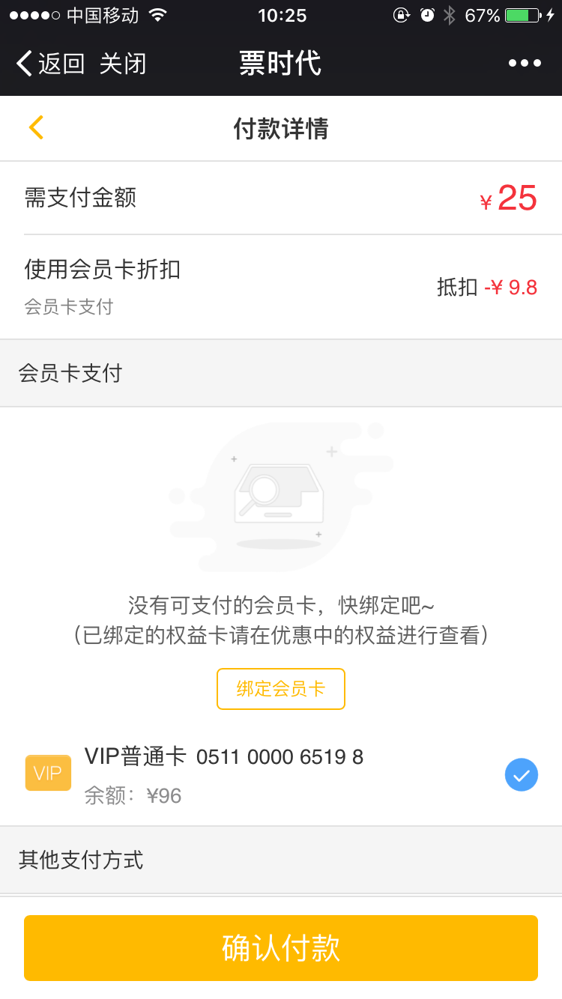 中国移动 10:25 67%
返回 关闭 票时代
付款详情
需支付金额 ¥ 25
使用会员卡折扣
会员卡支付
抵扣 -¥ 9.8
会员卡支付
没有可支付的会员卡，快绑定吧~
（已绑定的权益卡请在优惠中的权益进行查看）
绑定会员卡
VIP
VIP普通卡 0511 0000 6519 8
余额：¥96
其他支付方式
确认付款